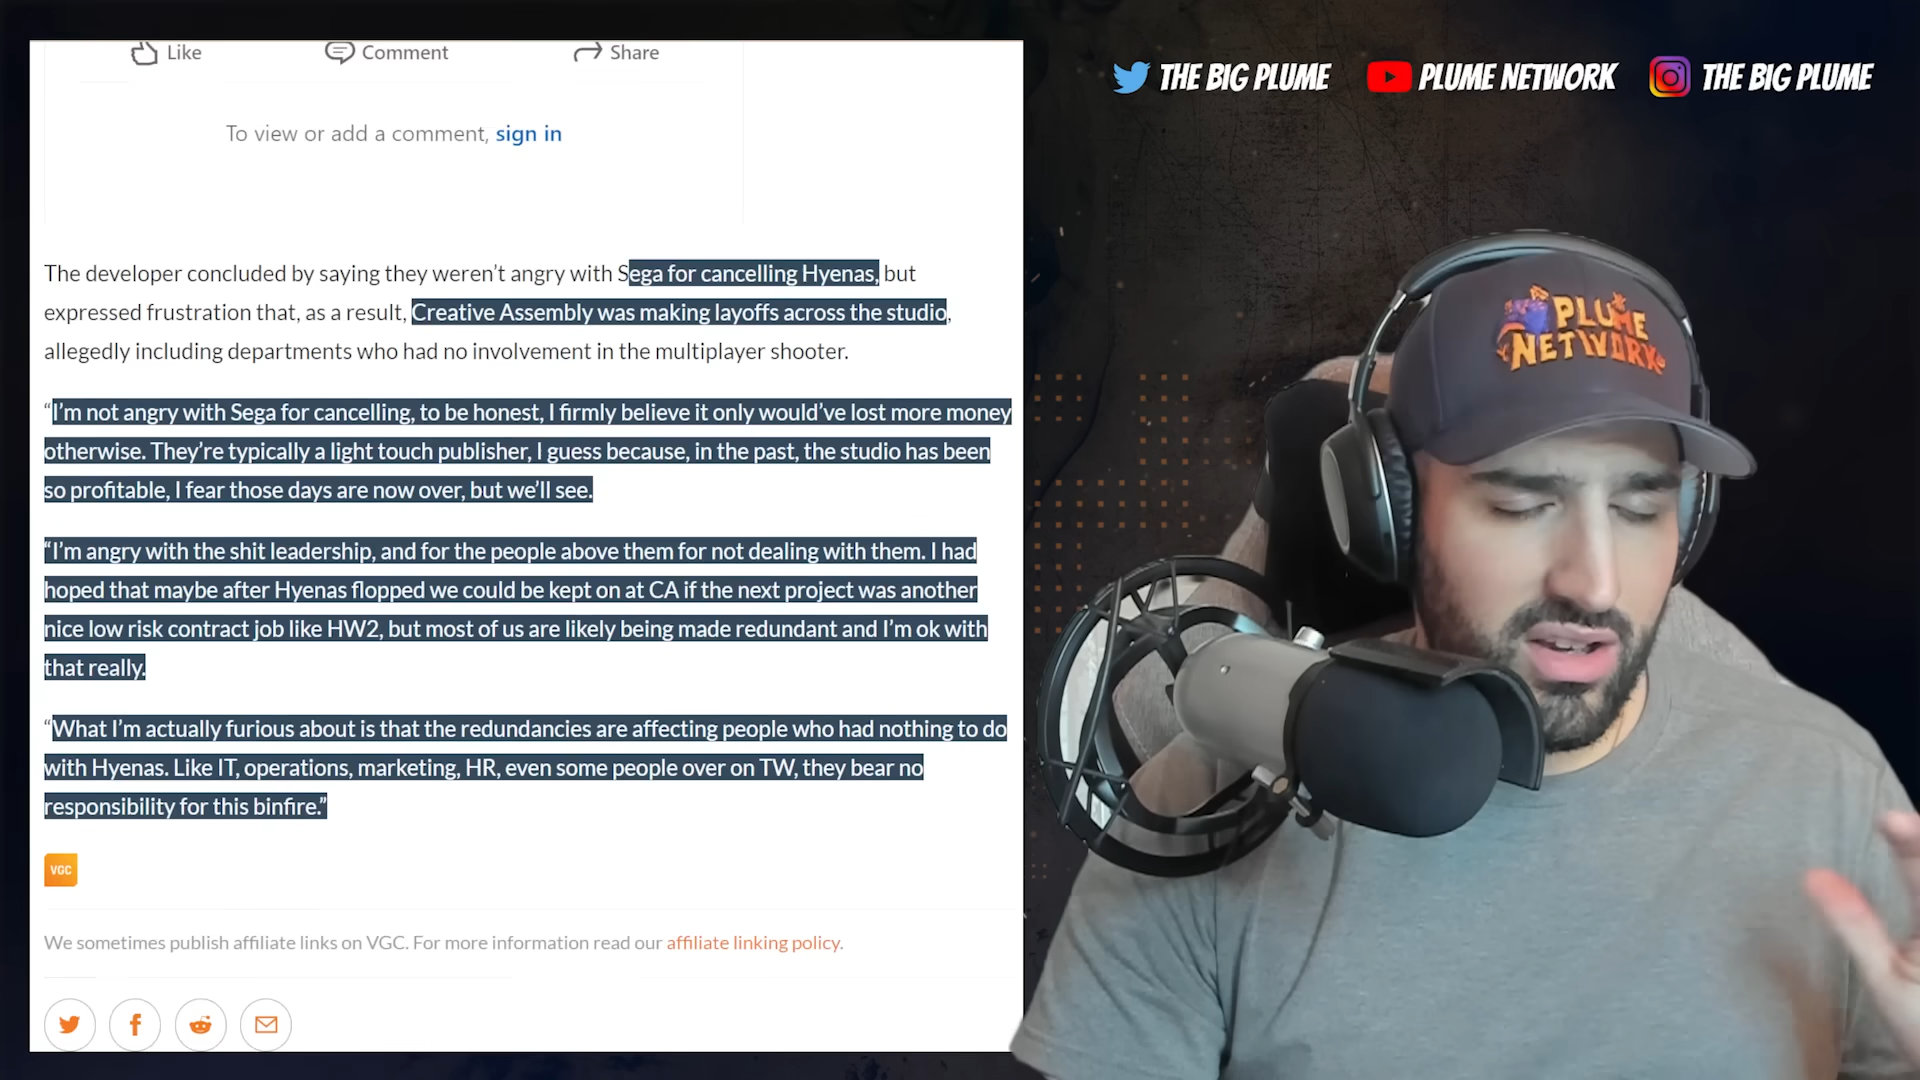 Like Comment Share
THE BIG PLUME PLUME NETWORK THE BIG PLUME
To view or add a comment, sign in
The developer concluded by saying they weren’t angry with Sega for cancelling Hyenas, but
expressed frustration that, as a result, Creative Assembly was making layoffs across the studio,
allegedly including departments who had no involvement in the multiplayer shooter.
“I’m not angry with Sega for cancelling, to be honest, I firmly believe it only would’ve lost more money
otherwise. They’re typically a light touch publisher, I guess because, in the past, the studio has been
so profitable, I fear those days are now over, but we’ll see.
“I’m angry with the shit leadership, and for the people above them for not dealing with them. I had
hoped that maybe after Hyenas flopped we could be kept on at CA if the next project was another
nice low risk contract job like HW2, but most of us are likely being made redundant and I’m ok with
that really.
“What I’m actually furious about is that the redundancies are affecting people who had nothing to do
with Hyenas. Like IT, operations, marketing, HR, even some people over on TW, they bear no
responsibility for this binfire.”
VGC
We sometimes publish affiliate links on VGC. For more information read our affiliate linking policy.
PLUME
NETWORK